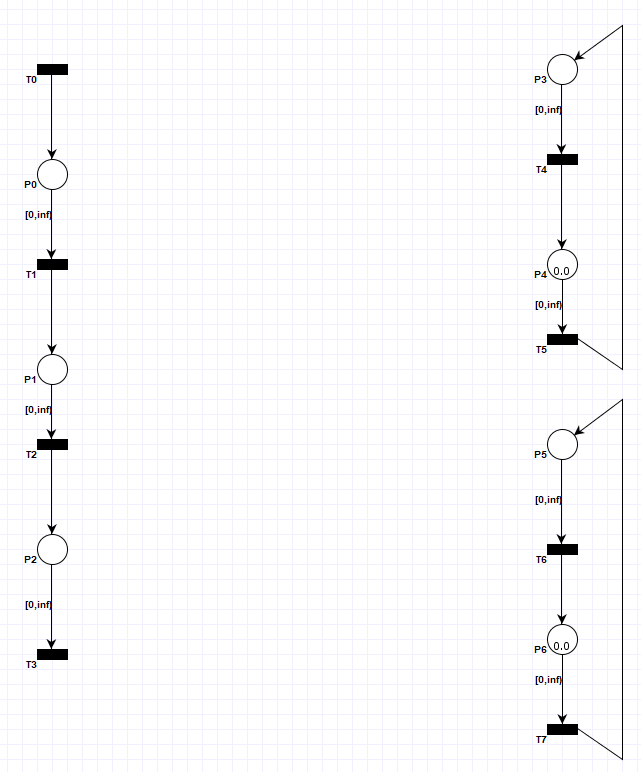 T0
P0
[0,inf)
T1
P1
[0,inf)
T2
P2
[0,inf)
T3
P3
[0,inf)
T4
P4
0.0
[0,inf)
T5
P5
[0,inf)
T6
P6
0.0
[0,inf)
T7